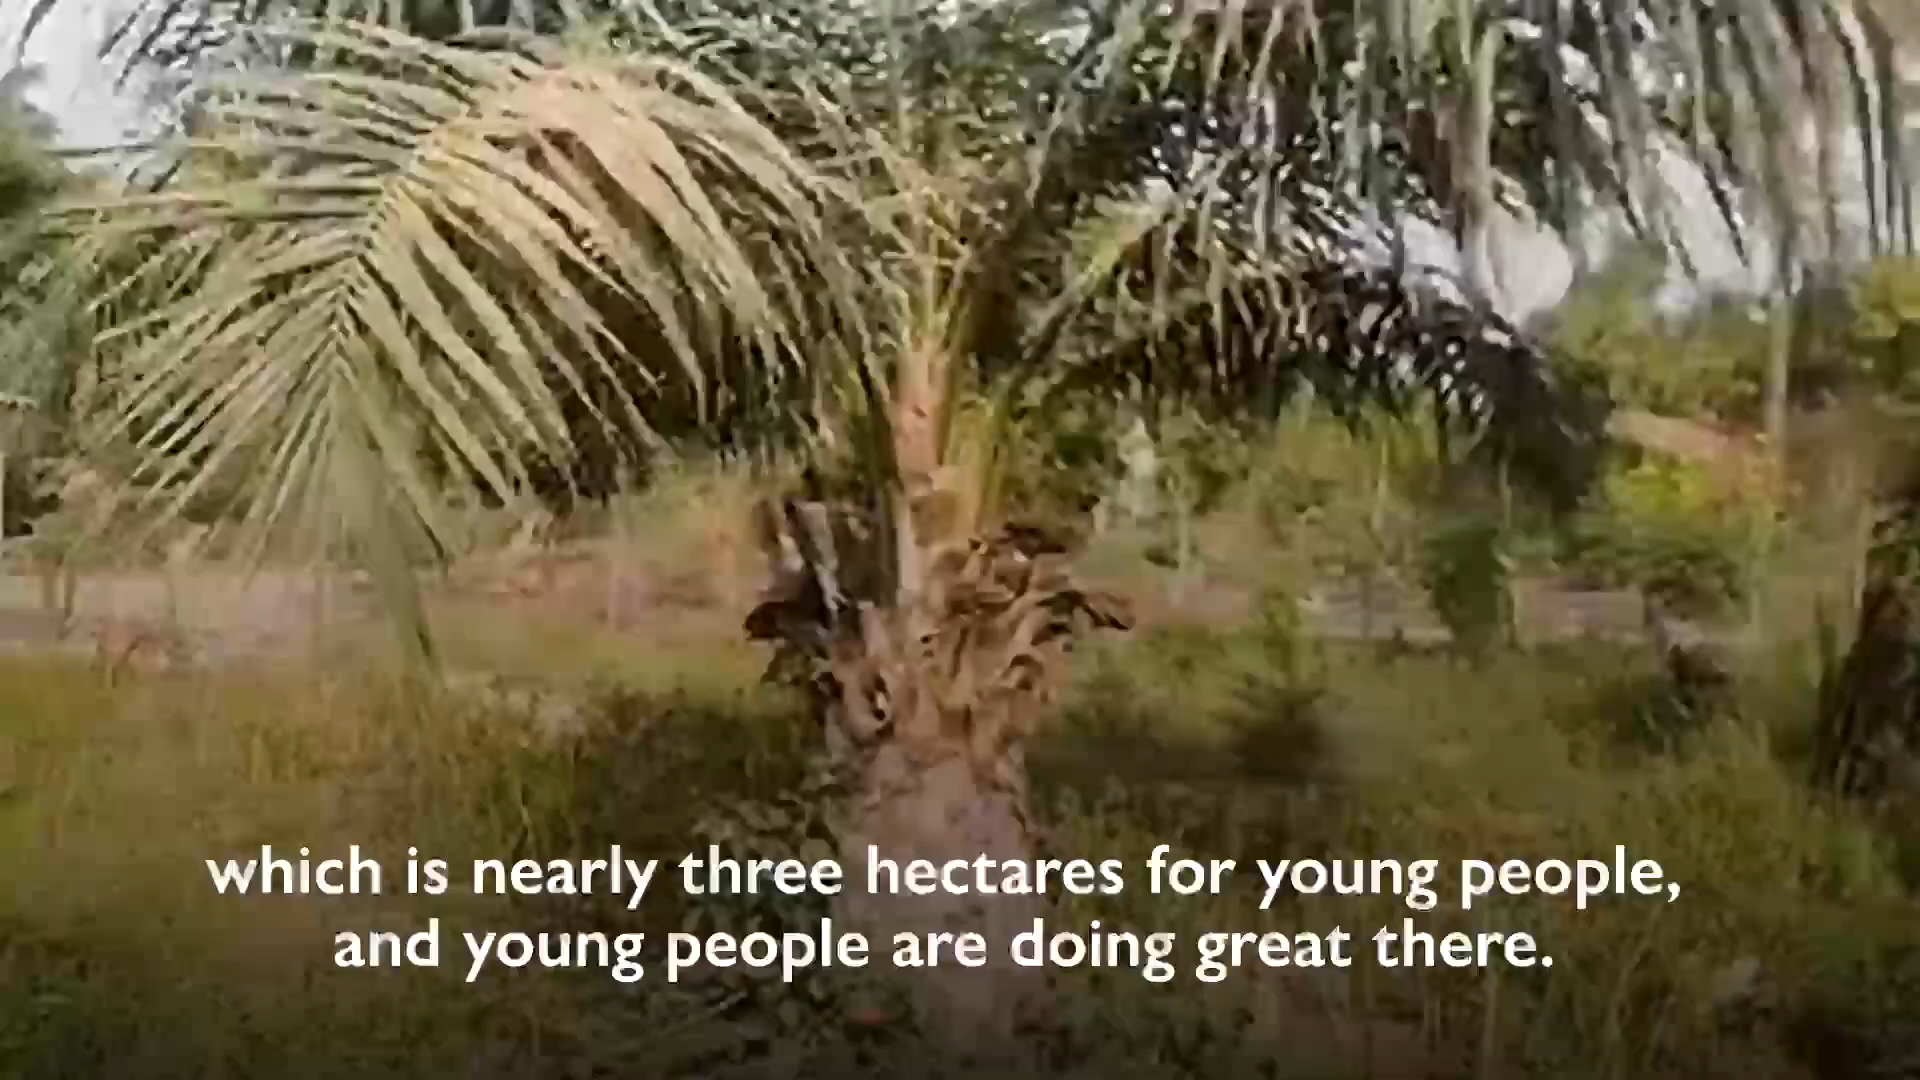 which is nearly three hectares for young people,
and young people are doing great there.